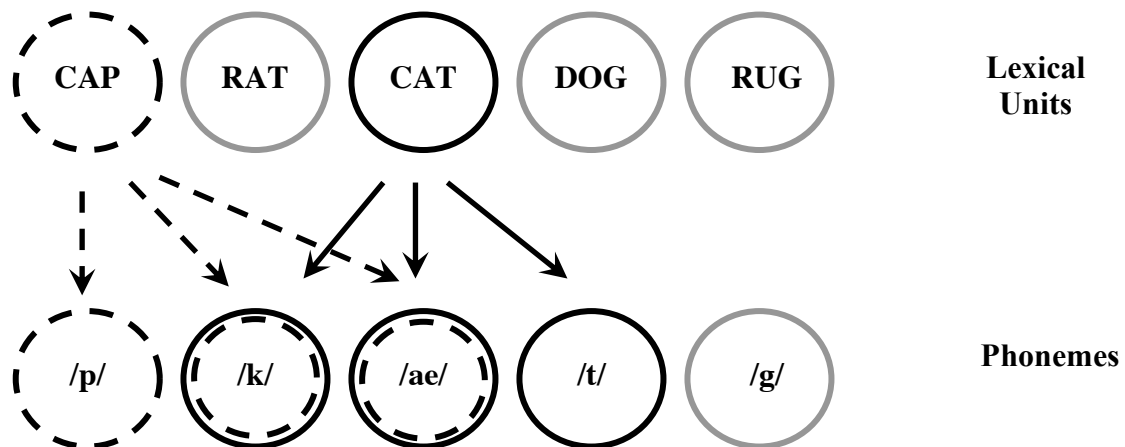 CAP RAT CAT DOG RUG
Lexical
Units
/p/ /k/ /ae/ /t/ /g/
Phonemes